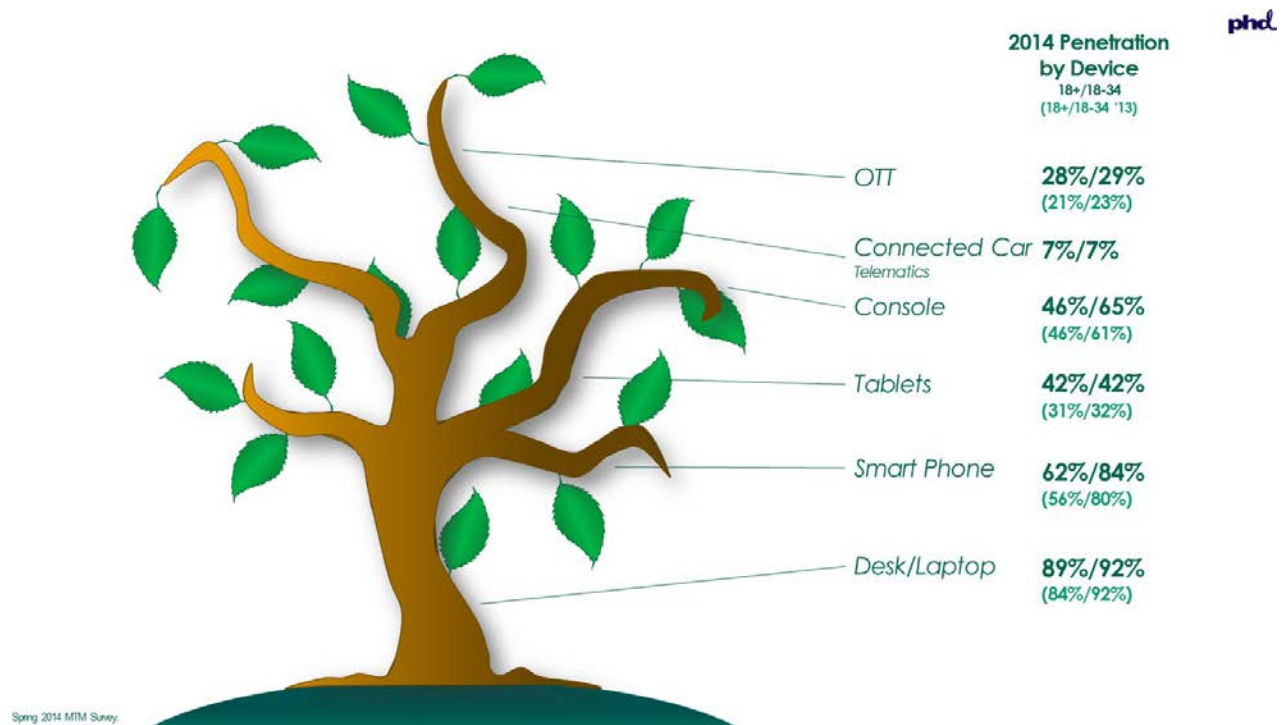 phd
2014 Penetration
by Device
18+/18-34
(18+/18-34 '13)
OTT 28%/29%
(21%/23%)
Connected Car 7%/7%
Telematics
Console 46%/65%
(46%/61%)
Tablets 42%/42%
(31%/32%)
Smart Phone 62%/84%
(56%/80%)
Desk/Laptop 89%/92%
(84%/92%)
Spring 2014 MTM Survey.